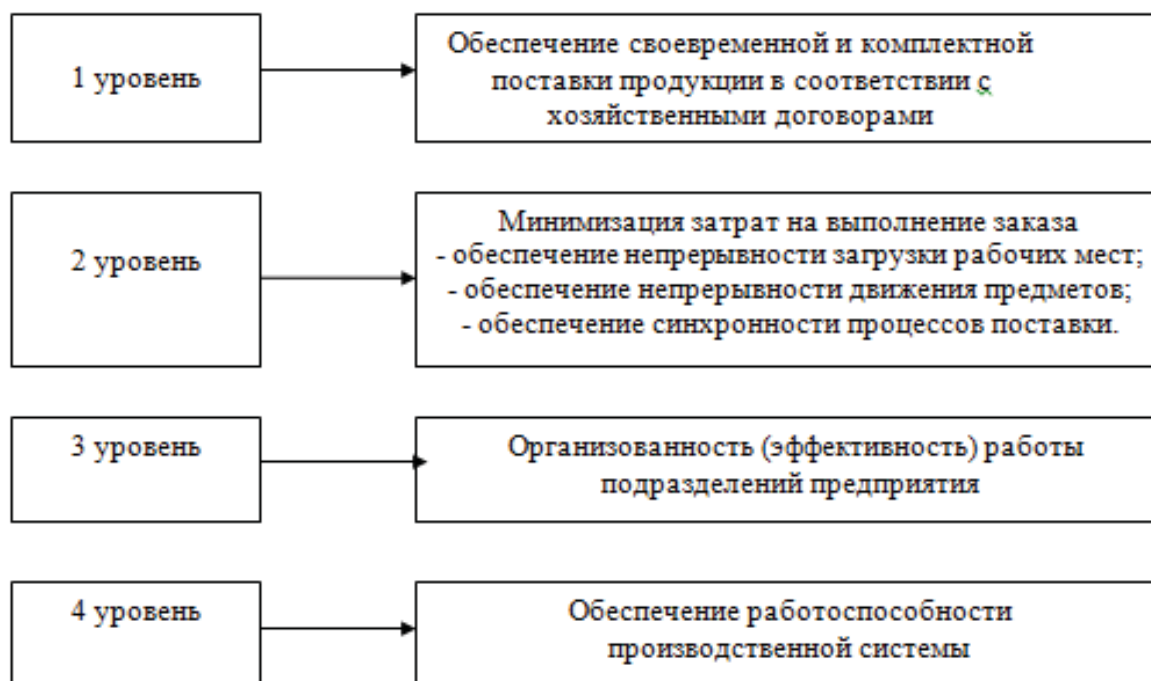 1 уровень
Обеспечение своевременной и комплектной
поставки продукции в соответствии с
хозяйственными договорами
2 уровень
Минимизация затрат на выполнение заказа
- обеспечение непрерывности загрузки рабочих мест;
- обеспечение непрерывности движения предметов;
- обеспечение синхронности процессов поставки.
3 уровень
Организованность (эффективность) работы
подразделений предприятия
4 уровень
Обеспечение работоспособности
производственной системы